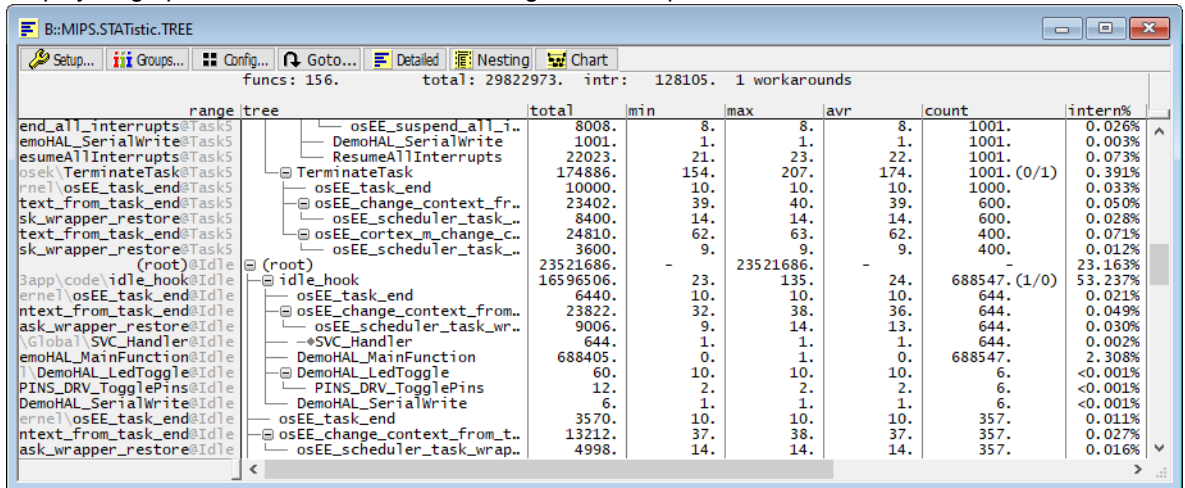 B::MIPS.STATistic.TREE
Setup... Groups... Config... Goto... Detailed Nesting Chart
funcs: 156. total: 29822973. intr: 128105. 1 workarounds
range tree total min max avr count intern%
end_all_interrupts@Task5 osEE_suspend_all_i.. 8008. 8. 8. 8. 1001. 0.026%
emoHAL_SerialWrite@Task5 DemoHAL_SerialWrite 1001. 1. 1. 1. 1001. 0.003%
esumeAllInterrupts@Task5 ResumeAllInterrupts 22023. 21. 23. 22. 1001. 0.073%
osek\TerminateTask@Task5 TerminateTask 174886. 154. 207. 174. 1001.(0/1) 0.391%
rnel\osEE_task_end@Task5 osEE_task_end 10000. 10. 10. 10. 1000. 0.033%
text_from_task_end@Task5 osEE_change_context_fr.. 23402. 39. 40. 39. 600. 0.050%
sk_wrapper_restore@Task5 osEE_scheduler_task_.. 8400. 14. 14. 14. 600. 0.028%
text_from_task_end@Task5 osEE_cortex_m_change_c.. 24810. 62. 63. 62. 400. 0.071%
sk_wrapper_restore@Task5 osEE_scheduler_task_.. 3600. 9. 9. 9. 400. 0.012%
(root)@Idle (root) 23521686. - 23521686. - - 23.163%
3app\code\idle_hook@Idle idle_hook 16596506. 23. 135. 24. 688547.(1/0) 53.237%
ernel\osEE_task_end@Idle osEE_task_end 6440. 10. 10. 10. 644. 0.021%
ntext_from_task_end@Idle osEE_change_context_from.. 23822. 32. 38. 36. 644. 0.049%
ask_wrapper_restore@Idle osEE_scheduler_task_wr.. 9006. 9. 14. 13. 644. 0.030%
\Global\SVC_Handler@Idle SVC_Handler 644. 1. 1. 1. 644. 0.002%
emoHAL_MainFunction@Idle DemoHAL_MainFunction 688405. 0. 1. 0. 688547. 2.308%
l\DemoHAL_LedToggle@Idle DemoHAL_LedToggle 60. 10. 10. 10. 6. <0.001%
PINS_DRV_TogglePins@Idle PINS_DRV_TogglePins 12. 2. 2. 2. 6. <0.001%
DemoHAL_SerialWrite@Idle DemoHAL_SerialWrite 6. 1. 1. 1. 6. <0.001%
ernel\osEE_task_end@Idle osEE_task_end 3570. 10. 10. 10. 357. 0.011%
ntext_from_task_end@Idle osEE_change_context_from_t.. 13212. 37. 38. 37. 357. 0.027%
ask_wrapper_restore@Idle osEE_scheduler_task_wrap.. 4998. 14. 14. 14. 357. 0.016%